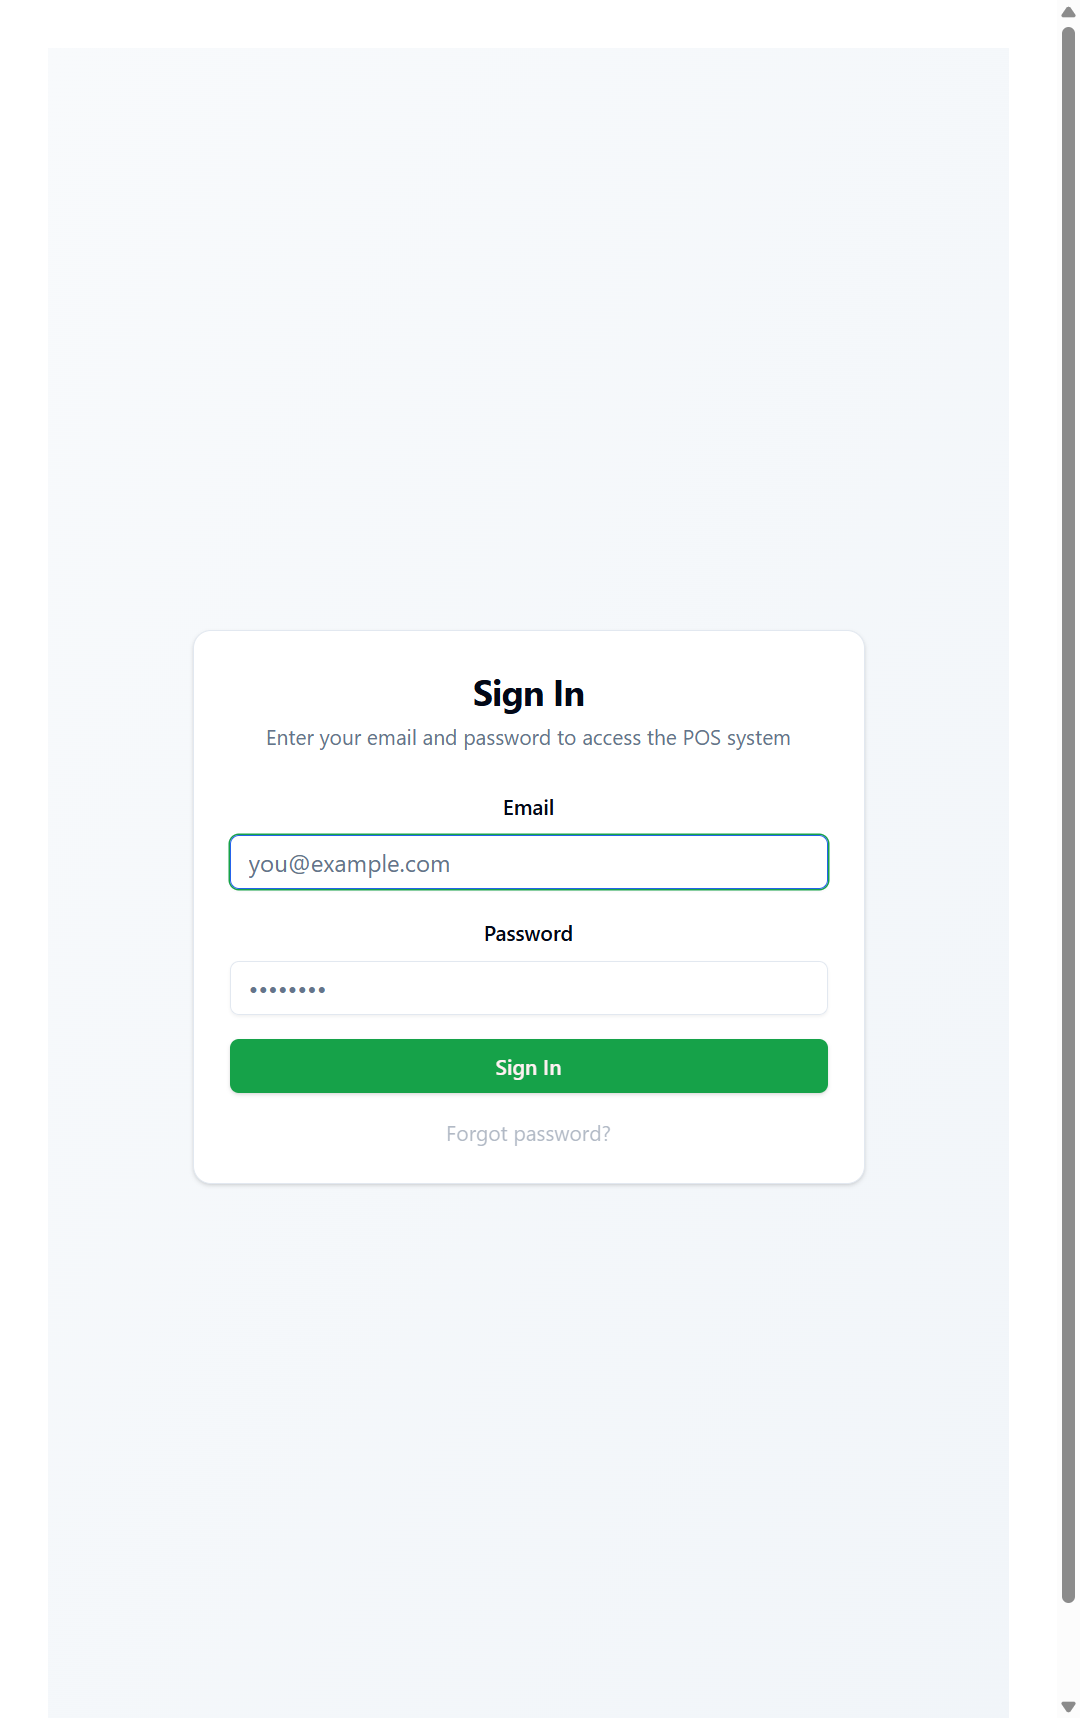 Sign In
Enter your email and password to access the POS system
Email
you@example.com
Password
••••••••
Sign In
Forgot password?